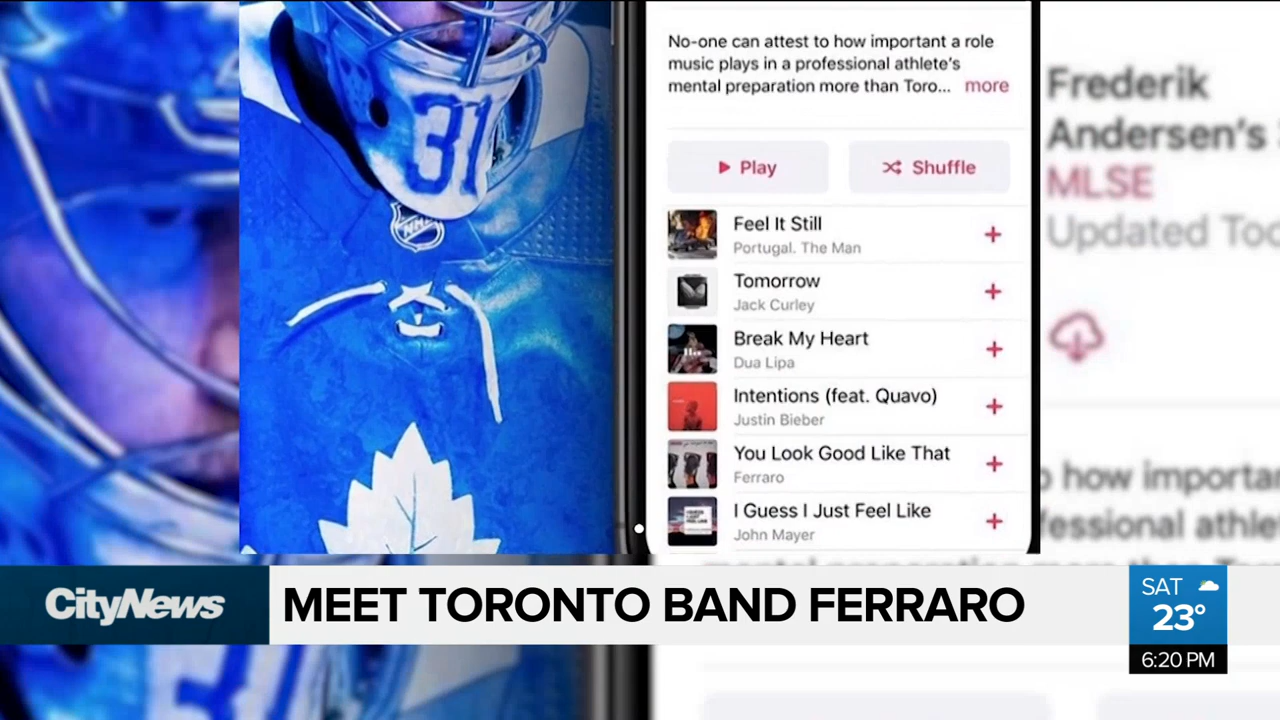 31
NHL
No-one can attest to how important a role
music plays in a professional athlete's
mental preparation more than Toro... more
Play
Shuffle
Feel It Still
Portugal. The Man
Tomorrow
Jack Curley
Break My Heart
Dua Lipa
Intentions (feat. Quavo)
Justin Bieber
You Look Good Like That
Ferraro
I Guess I Just Feel Like
John Mayer
Frederik
Andersen's
MLSE
Updated
how important
CityNews
MEET TORONTO BAND FERRARO
SAT
23°
6:20 PM